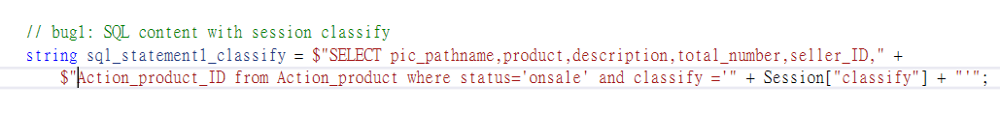 // bug1: SQL content with session classify
string sql_statement1_classify = $"SELECT pic_pathname,product,description,total_number,seller_ID," +
$"Action_product_ID from Action_product where status='onsale' and classify ='" + Session["classify"] + "'";